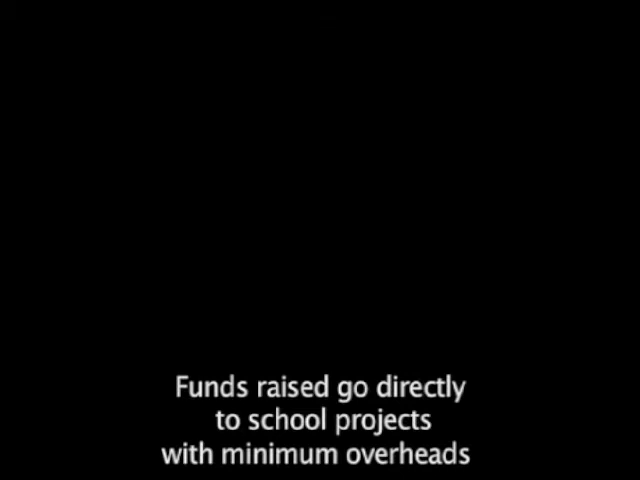 Funds raised go directly
to school projects
with minimum overheads